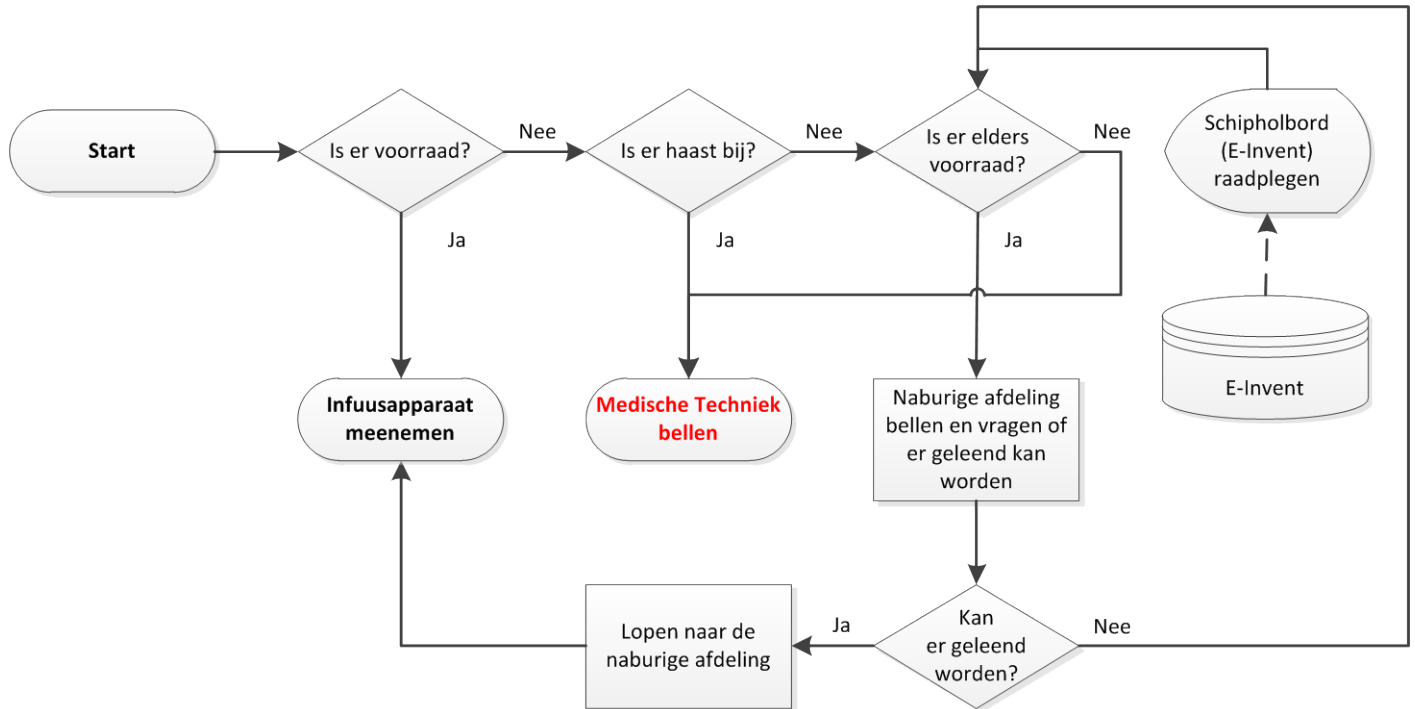 Start
Is er voorraad?
Nee
Is er haast bij?
Nee
Is er elders
voorraad?
Nee
Schipholbord
(E-Invent)
raadplegen
Ja
Ja
Ja
Infuusapparaat
meenemen
Medische Techniek
bellen
Naburige afdeling
bellen en vragen of
er geleend kan
worden
E-Invent
Lopen naar de
naburige afdeling
Ja
Kan
er geleend
worden?
Nee